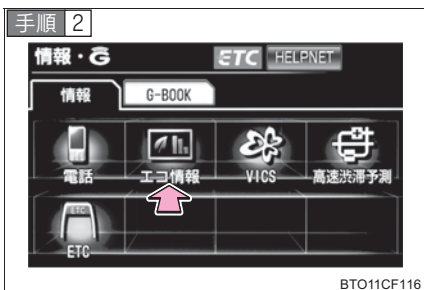 手順 2
情報・G ETC HELPNET
情報 G-BOOK
電話 エコ情報 VICS 高速渋滞予測
ETC
ETC
BTO11CF116